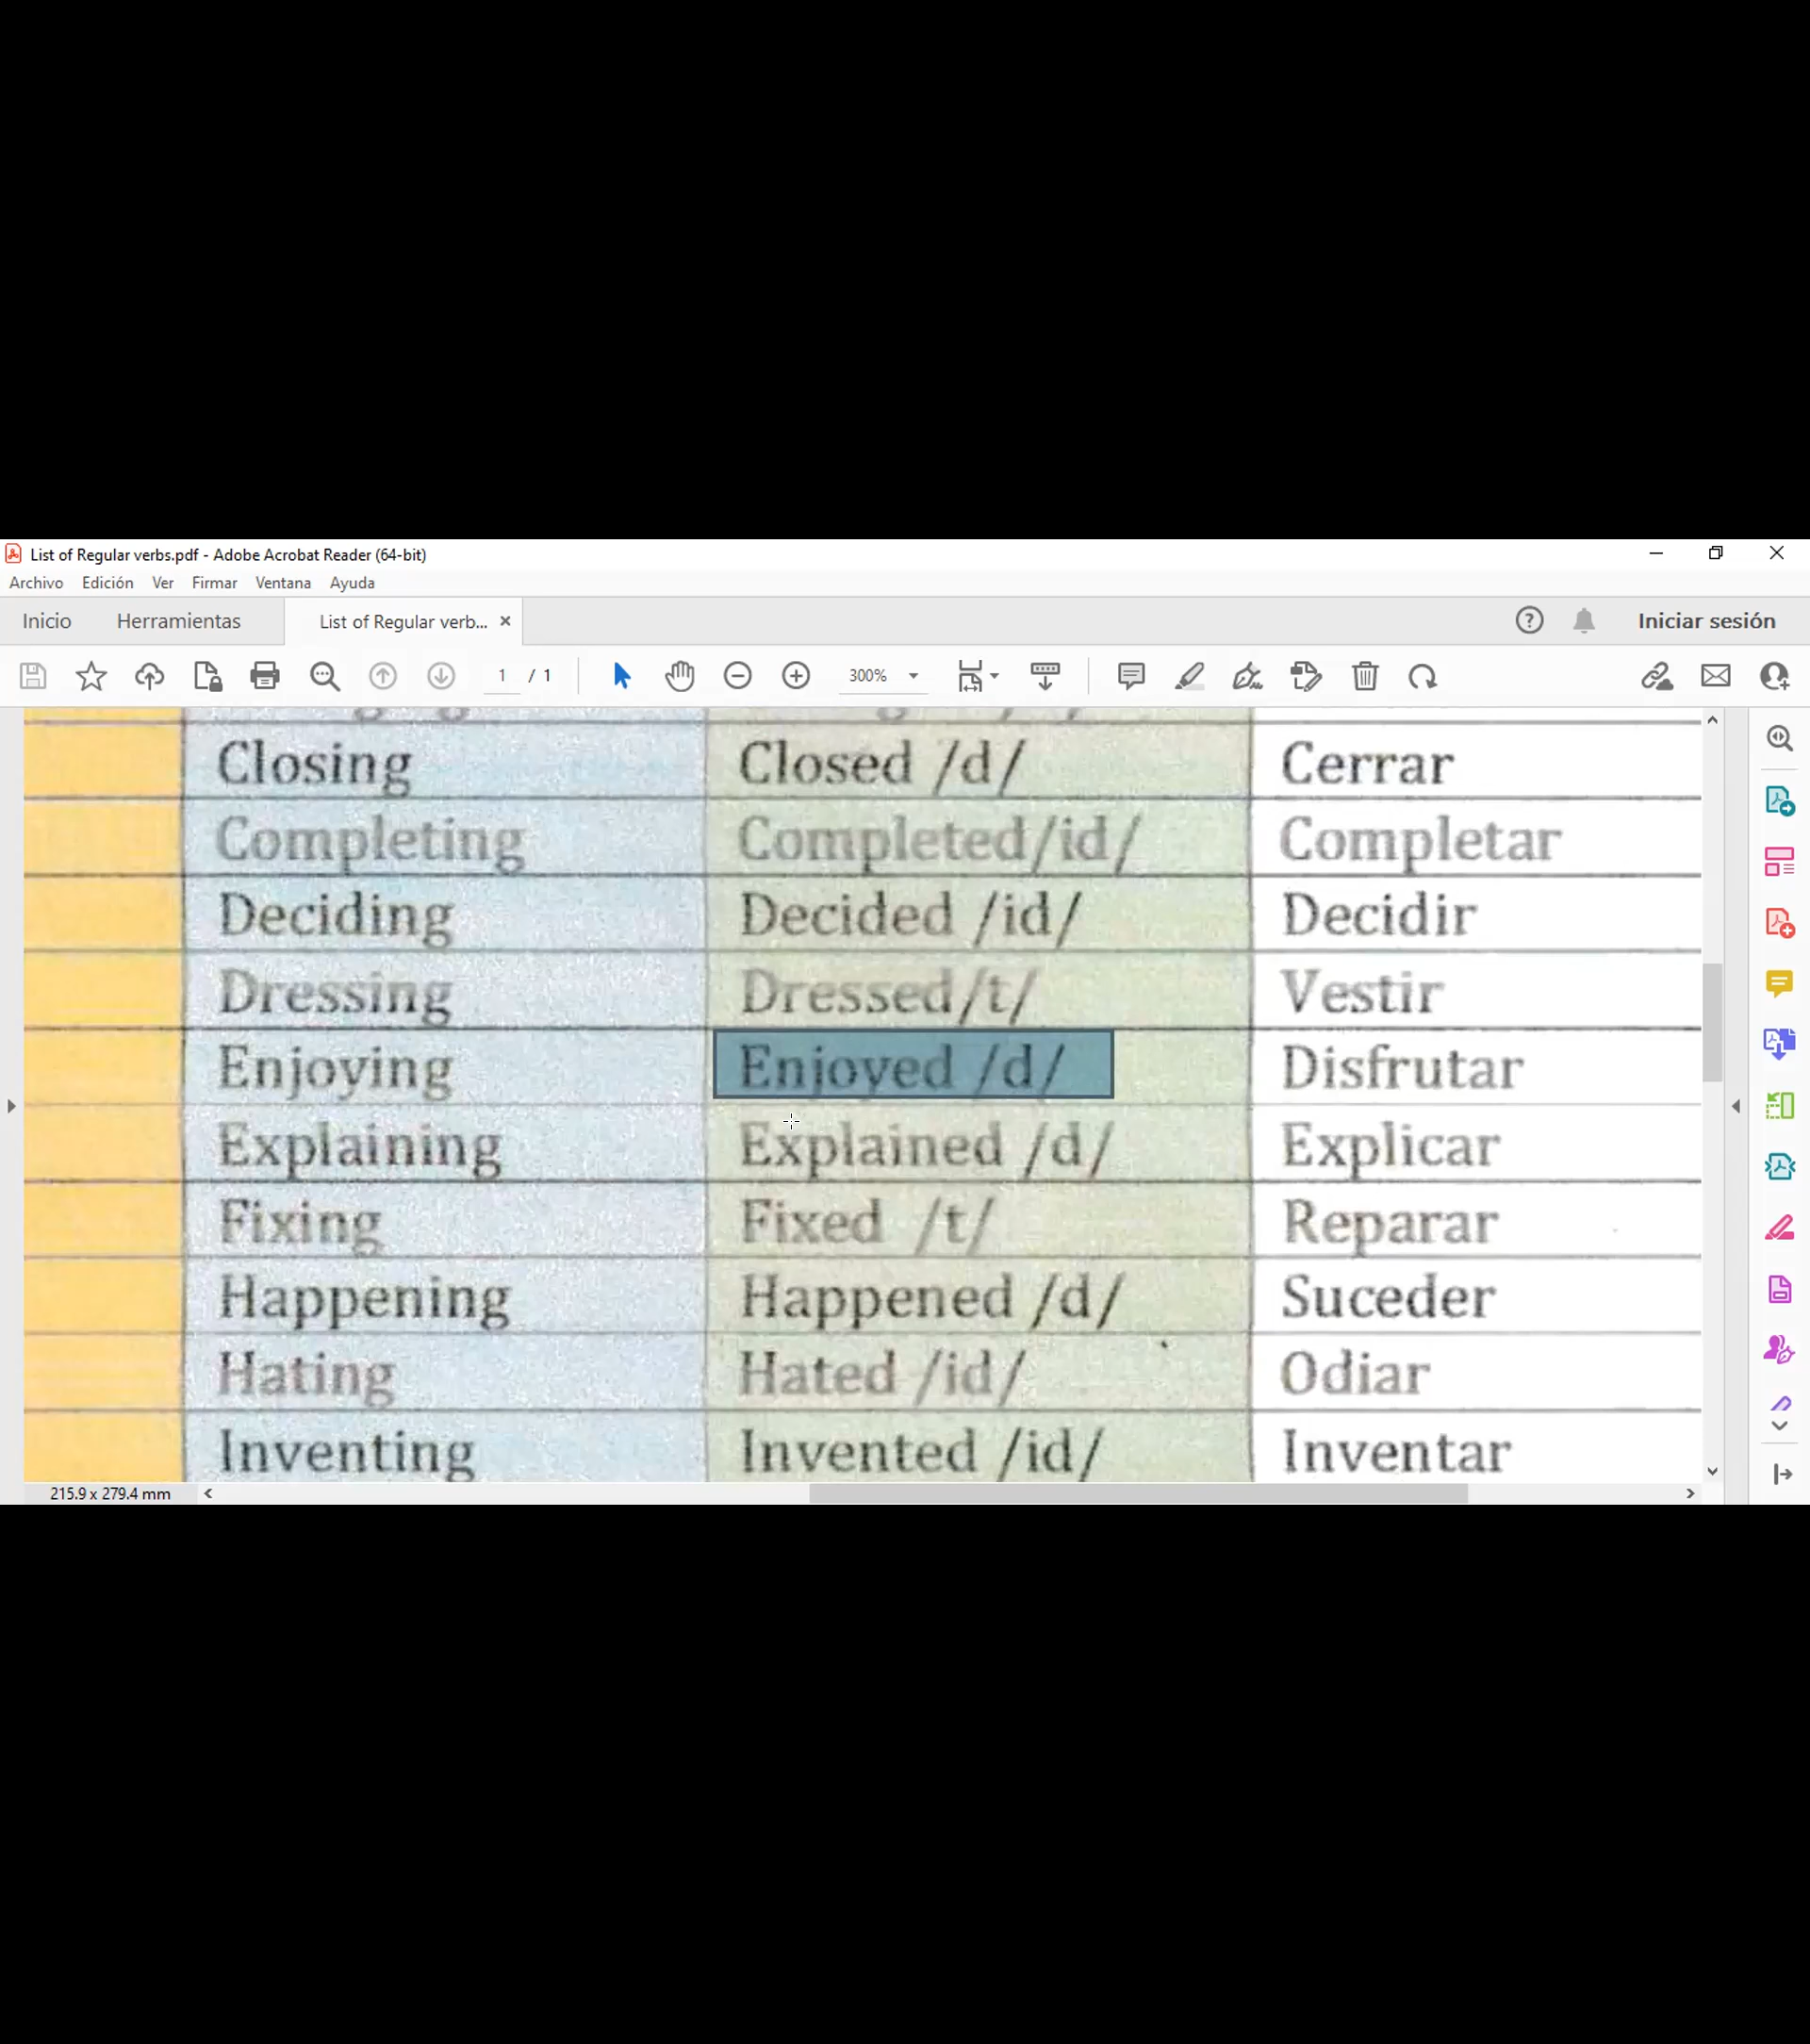 List of Regular verbs.pdf - Adobe Acrobat Reader (64-bit)
Archivo Edición Ver Firmar Ventana Ayuda
Inicio Herramientas List of Regular verb... Iniciar sesión
1 / 1 300%
Closing Closed /d/ Cerrar
Completing Completed/id/ Completar
Deciding Decided /id/ Decidir
Dressing Dressed/t/ Vestir
Enjoying Enjoyed /d/ Disfrutar
Explaining Explained /d/ Explicar
Fixing Fixed /t/ Reparar
Happening Happened /d/ Suceder
Hating Hated /id/ Odiar
Inventing Invented /id/ Inventar
215.9 x 279.4 mm